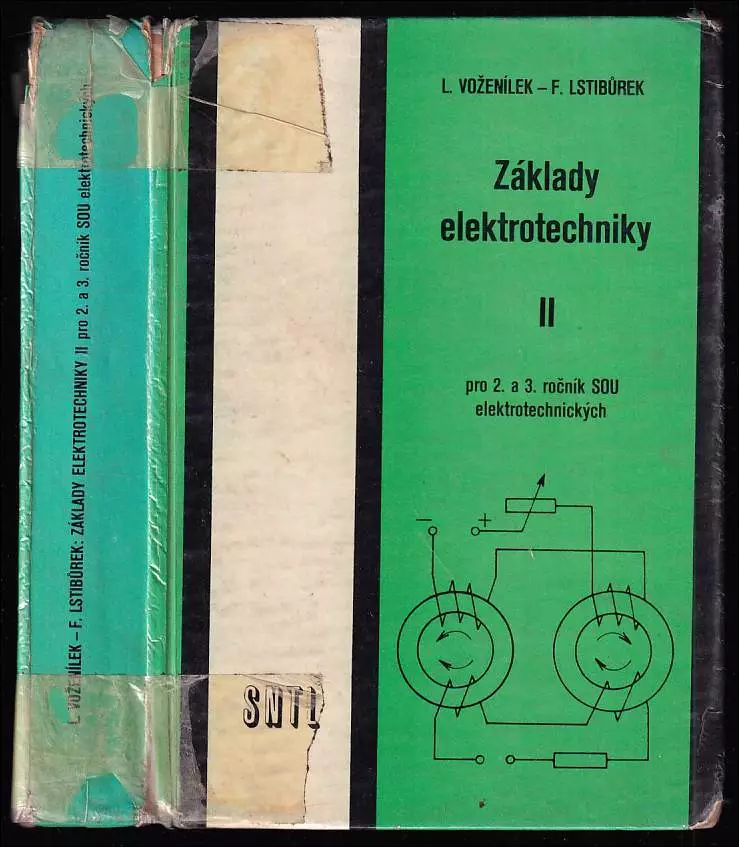 L. VOŽENÍLEK – F. LSTIBŮREK
Základy
elektrotechniky
II
pro 2. a 3. ročník SOU
elektrotechnických
– +
SNTL
L. VOŽENÍLEK – F. LSTIBŮREK: ZÁKLADY ELEKTROTECHNIKY II pro 2. a 3. ročník SOU elektrotechnických